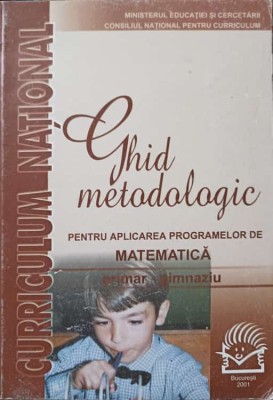 MINISTERUL EDUCAȚIEI ȘI CERCETĂRII
CONSILIUL NAȚIONAL PENTRU CURRICULUM
CURRICULUM NAȚIONAL
Ghid
metodologic
PENTRU APLICAREA PROGRAMELOR DE
MATEMATICĂ
primar - gimnaziu
București
2001